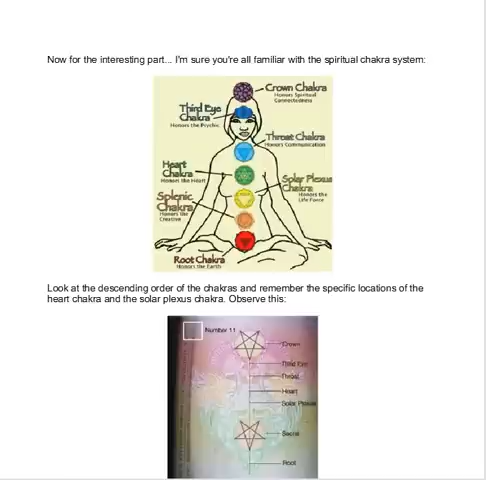 Now for the interesting part... I'm sure you're all familiar with the spiritual chakra system:
Crown Chakra
Honors Spiritual
Connectedness
Third Eye
Chakra
Honors the Psychic
Throat Chakra
Honors Communication
Heart
Chakra
Honors the Heart
Solar Plexus
Chakra
Honors the
Life Force
Splenic
Chakra
Honors the
Creative
Root Chakra
Honors the Earth
Look at the descending order of the chakras and remember the specific locations of the
heart chakra and the solar plexus chakra. Observe this:
Number 11
Crown
Third Eye
Throat
Heart
Solar Plexus
Sacral
Root